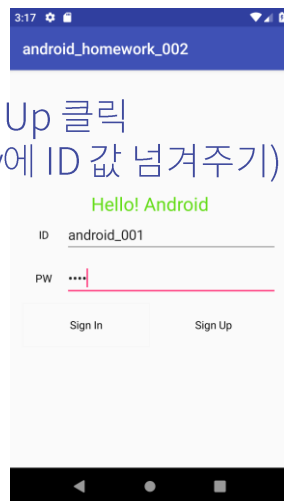 3:17
android_homework_002
Up 클릭
에 ID 값 넘겨주기)
Hello! Android
ID android_001
PW ••••
Sign In Sign Up